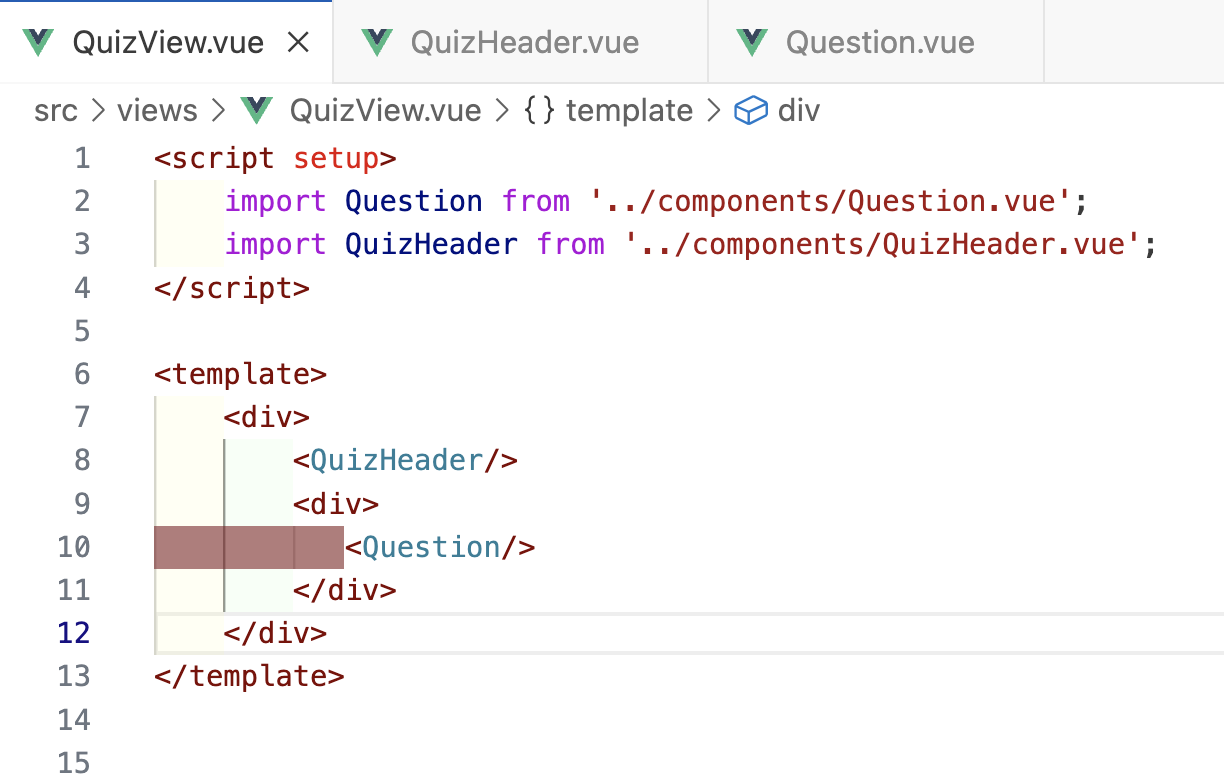 QuizView.vue QuizHeader.vue Question.vue
src views QuizView.vue {} template div
1 <script setup>
2 import Question from '../components/Question.vue';
3 import QuizHeader from '../components/QuizHeader.vue';
4 </script>
5
6 <template>
7 <div>
8 <QuizHeader/>
9 <div>
10 <Question/>
11 </div>
12 </div>
13 </template>
14
15